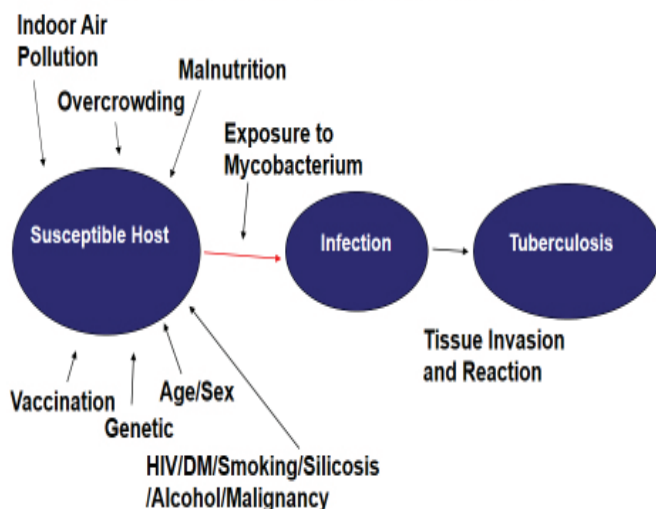 Indoor Air
Pollution
Malnutrition
Overcrowding
Exposure to
Mycobacterium
Susceptible Host
Infection
Tuberculosis
Tissue Invasion
and Reaction
Vaccination
Genetic
Age/Sex
HIV/DM/Smoking/Silicosis
/Alcohol/Malignancy